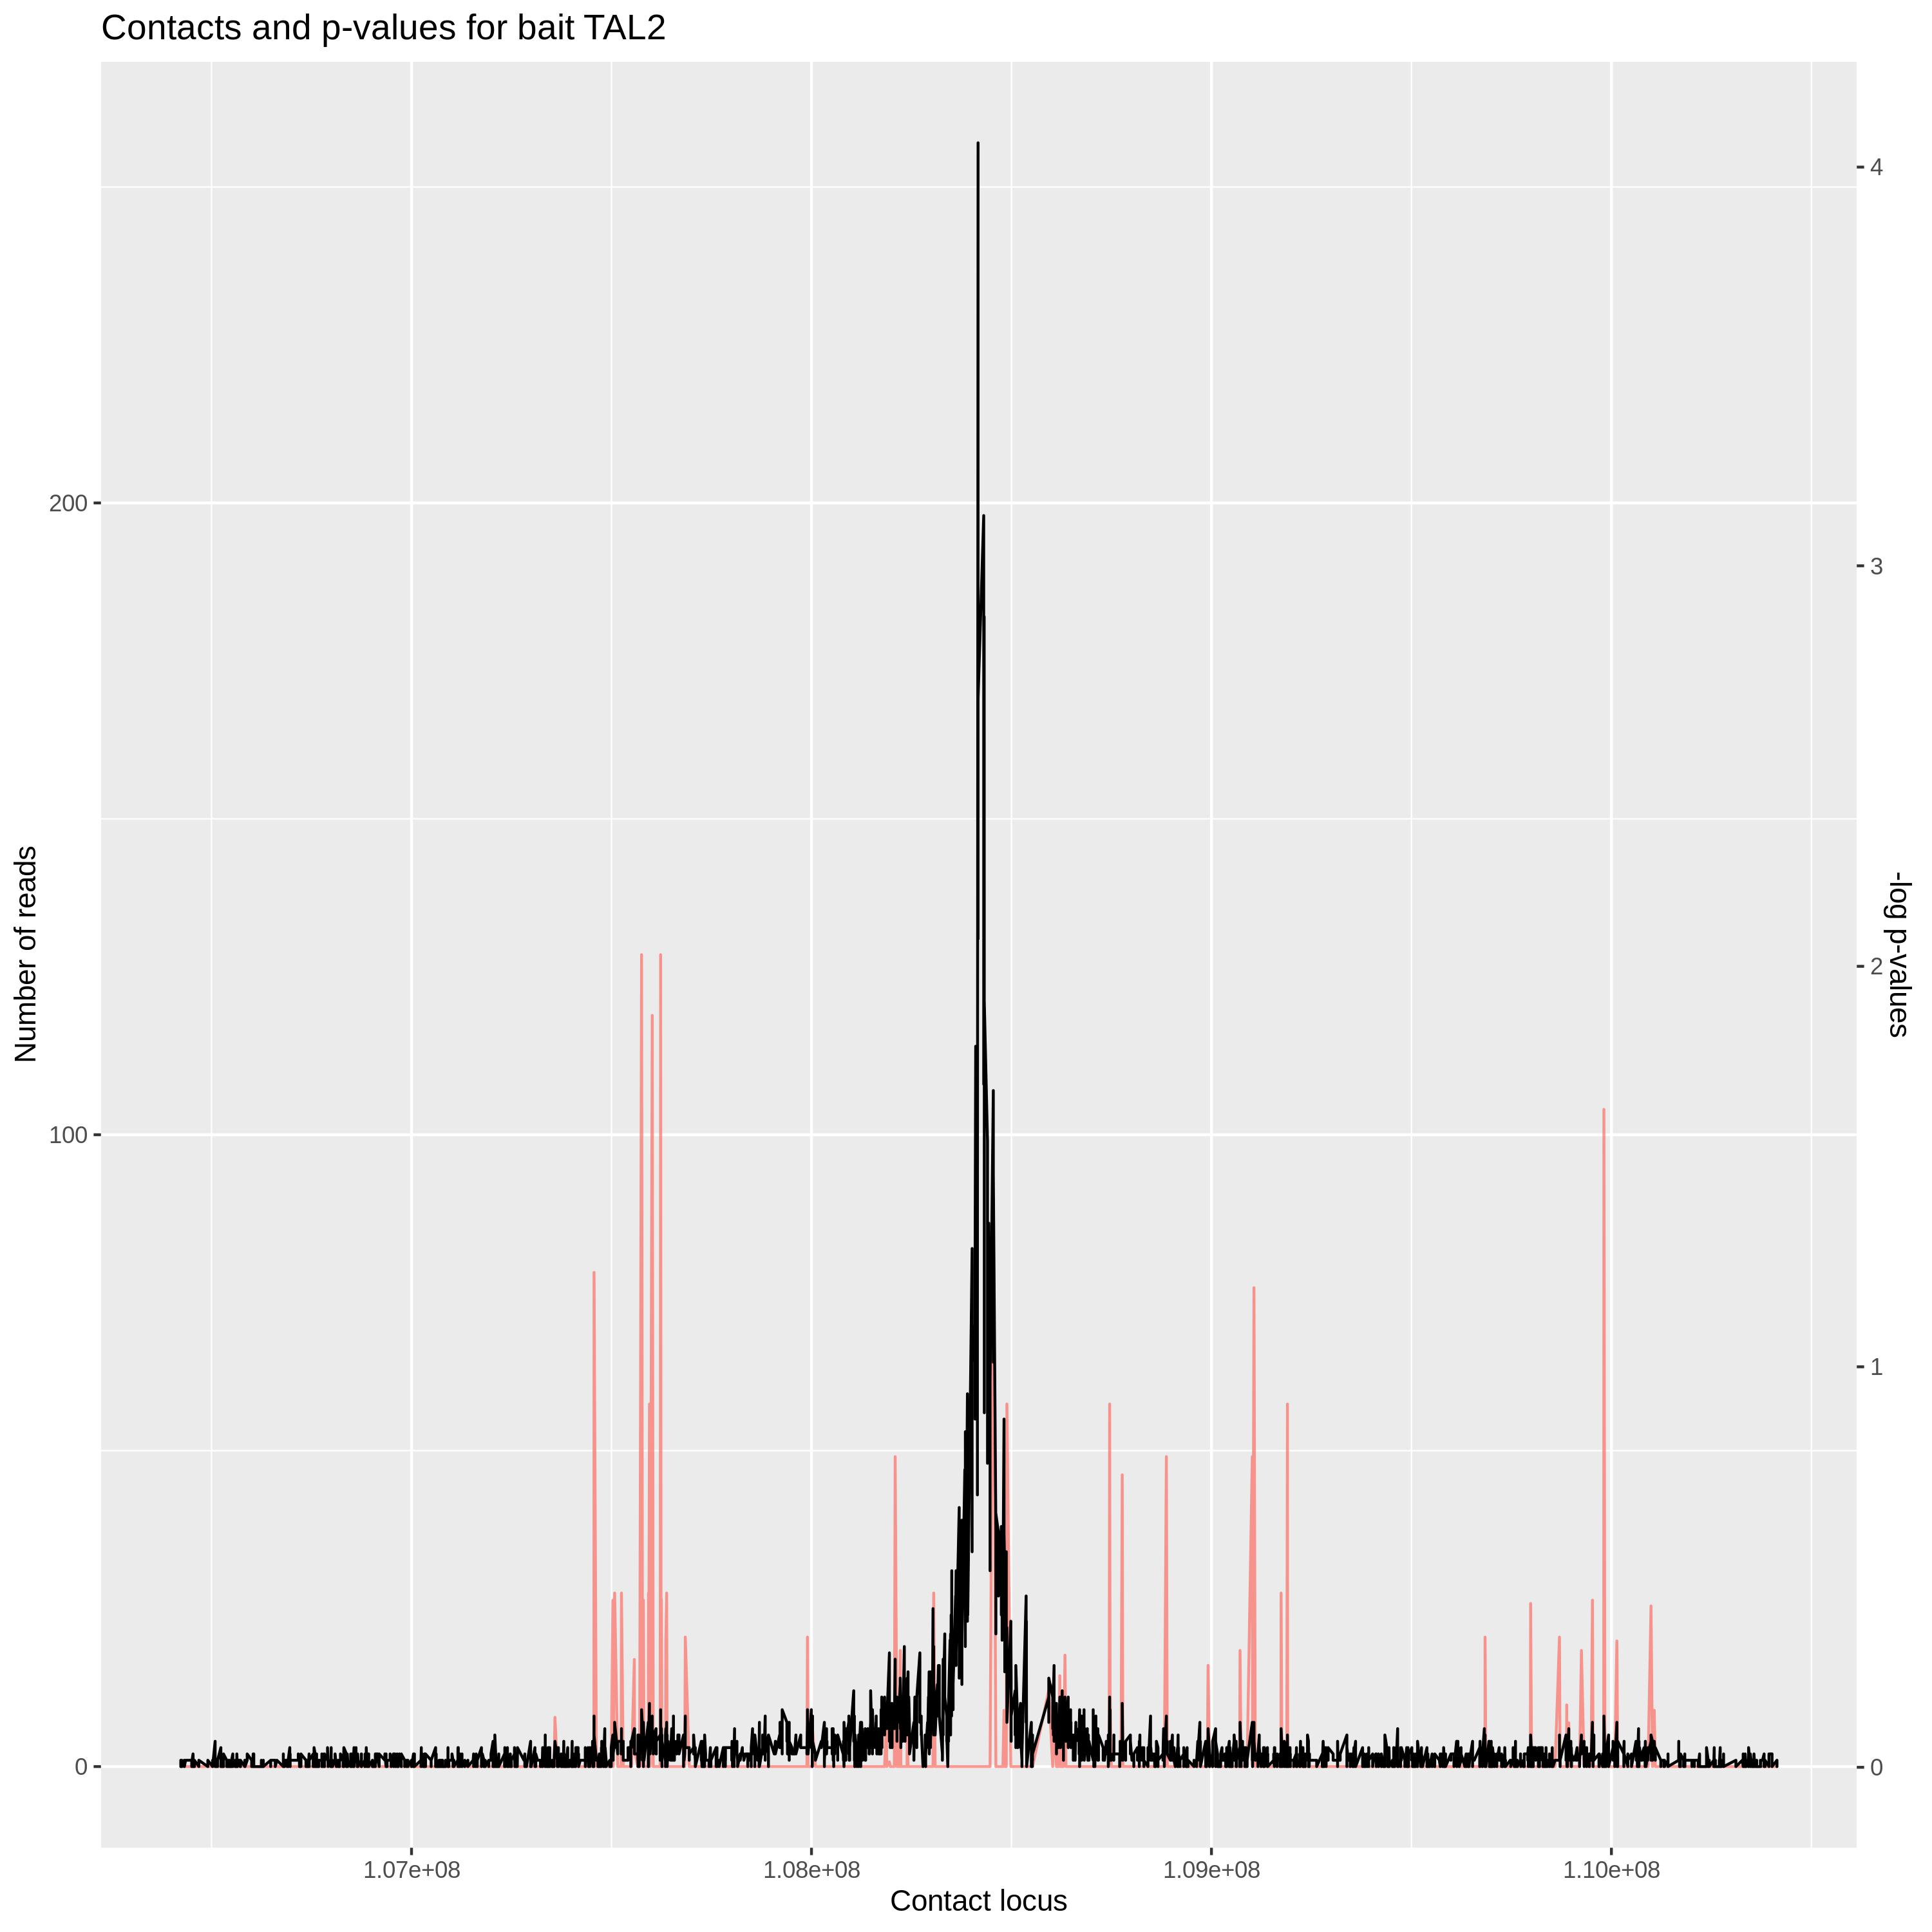 Contacts and p-values for bait TAL2
Number of reads
200
100
0
4
3
2
1
0
-log p-values
1.07e+08
1.08e+08
1.09e+08
1.10e+08
Contact locus